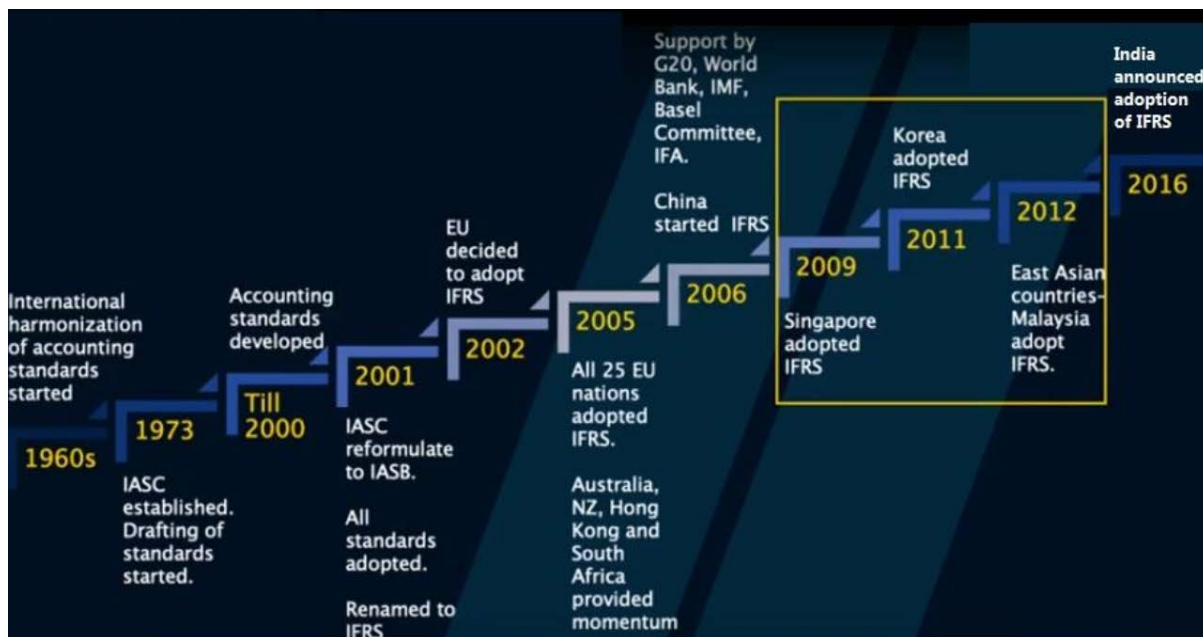 International
harmonization
of accounting
standards
started
1960s
1973
IASC
established.
Drafting of
standards
started.
Accounting
standards
developed
Till
2000
2001
IASC
reformulate
to IASB.
All
standards
adopted.
Renamed to
IFRS
EU
decided
to adopt
IFRS
2002
2005
All 25 EU
nations
adopted
IFRS.
Australia,
NZ, Hong
Kong and
South
Africa
provided
momentum
Support by
G20, World
Bank, IMF,
Basel
Committee,
IFA.
China
started IFRS
2006
2009
Singapore
adopted
IFRS
Korea
adopted
IFRS
2011
2012
East Asian
countries-
Malaysia
adopt
IFRS.
India
announced
adoption
of IFRS
2016